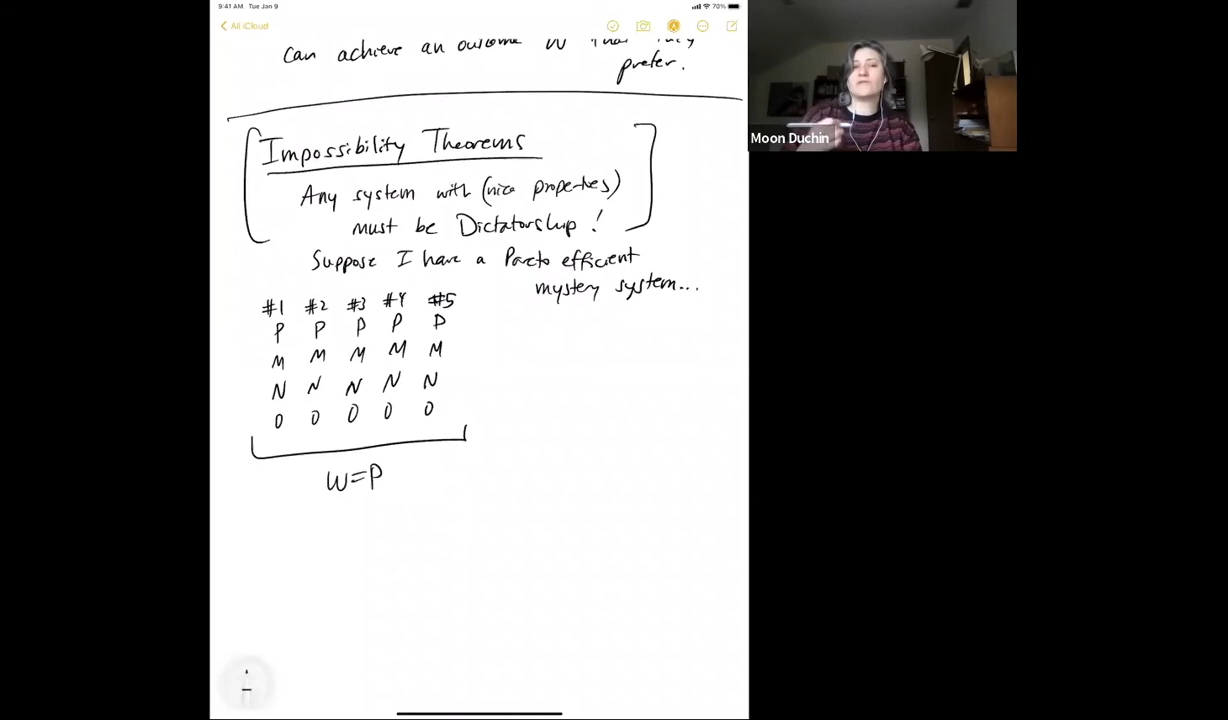 9:41 AM Tue Jan 9
70%
All iCloud
can achieve an outcome W that they
prefer.
Impossibility Theorems
Any system with (nice properties)
must be Dictatorship!
Suppose I have a Pareto efficient
mystery system...
#1 #2 #3 #4 #5
P P P P P
M M M M M
N N N N N
O O O O O
W=P
Moon Duchin